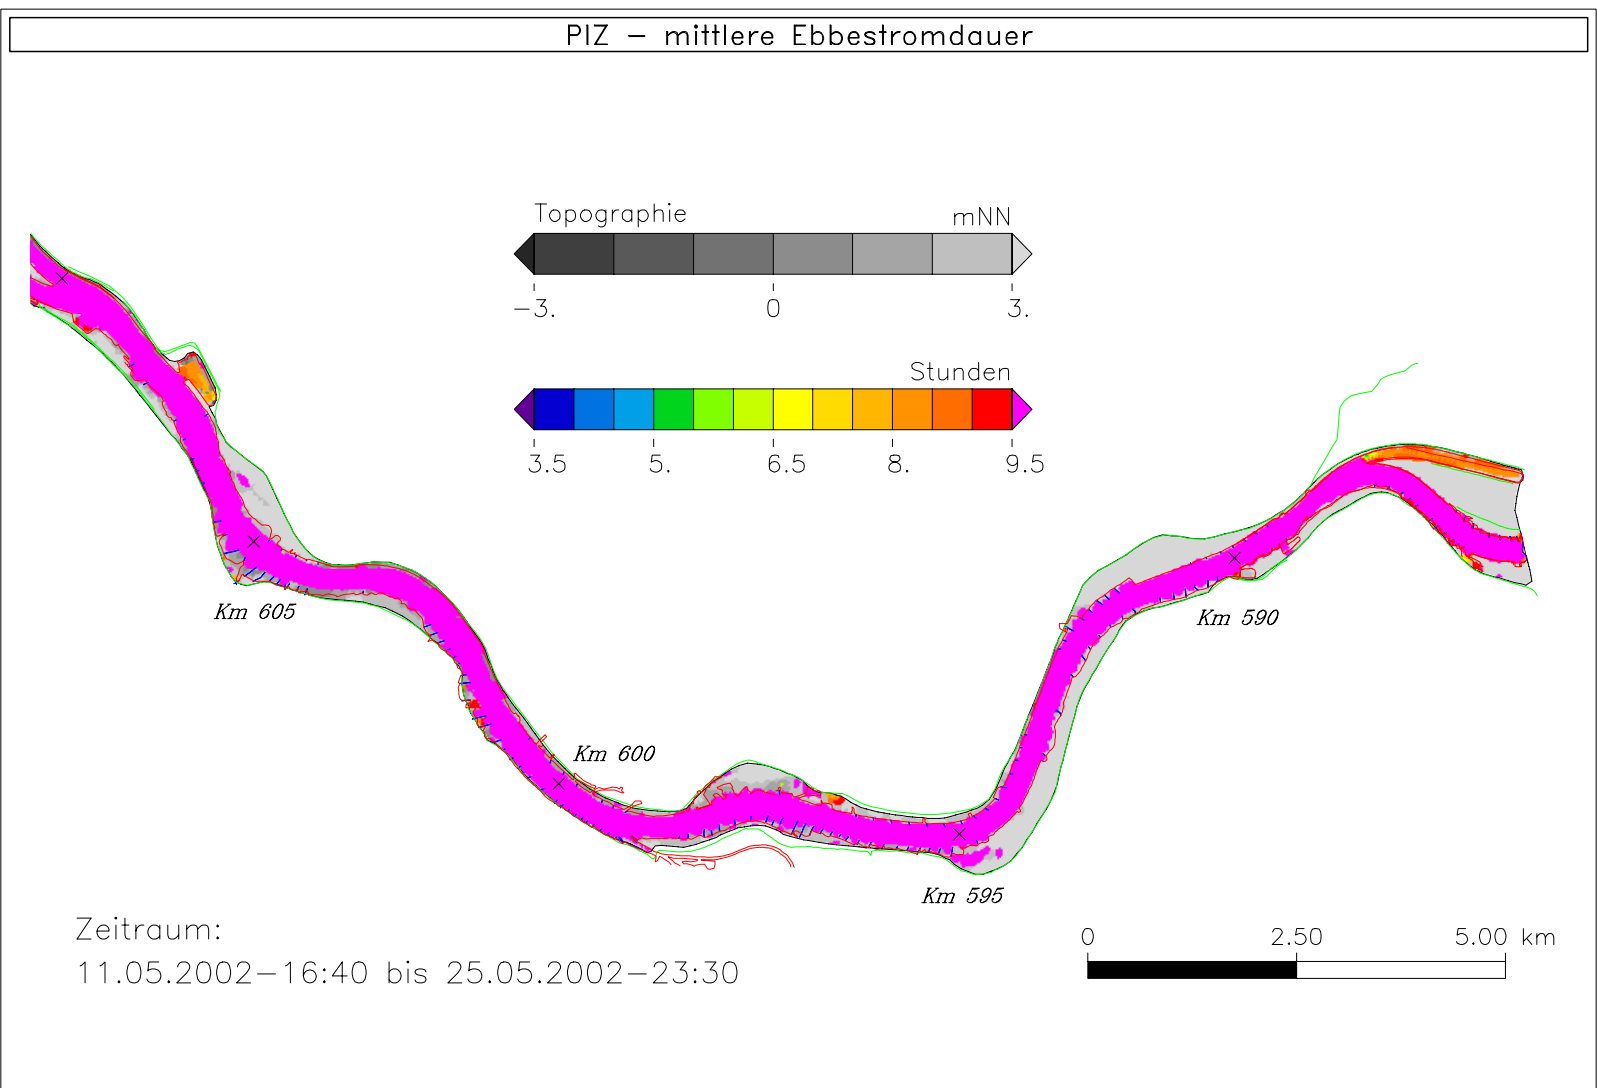 PIZ – mittlere Ebbestromdauer
Topographie mNN
−3. 0 3.
Stunden
3.5 5. 6.5 8. 9.5
Km 605
Km 590
Km 600
Km 595
Zeitraum:
11.05.2002−16:40 bis 25.05.2002−23:30
0 2.50 5.00 km